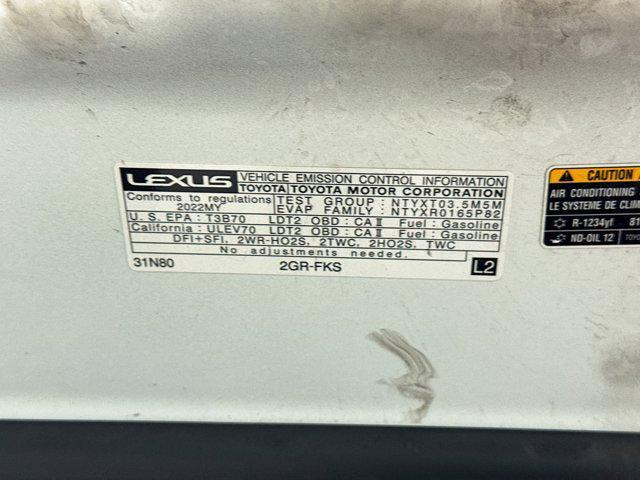 LEXUS VEHICLE EMISSION CONTROL INFORMATION
TOYOTA TOYOTA MOTOR CORPORATION
Conforms to regulations
2022MY
TEST GROUP : NTYXT03.5M5M
EVAP FAMILY : NTYXR0165P82
U.S. EPA : T3B70 LDT2 OBD : CA II Fuel : Gasoline
California : ULEV70 LDT2 OBD : CA II Fuel : Gasoline
DFI+SFI, 2WR-HO2S, 2TWC, 2HO2S, TWC
No adjustments needed.
31N80 2GR-FKS L2
CAUTION
AIR CONDITIONING
LE SYSTEME DE CLIM
R-1234yf
ND-OIL 12